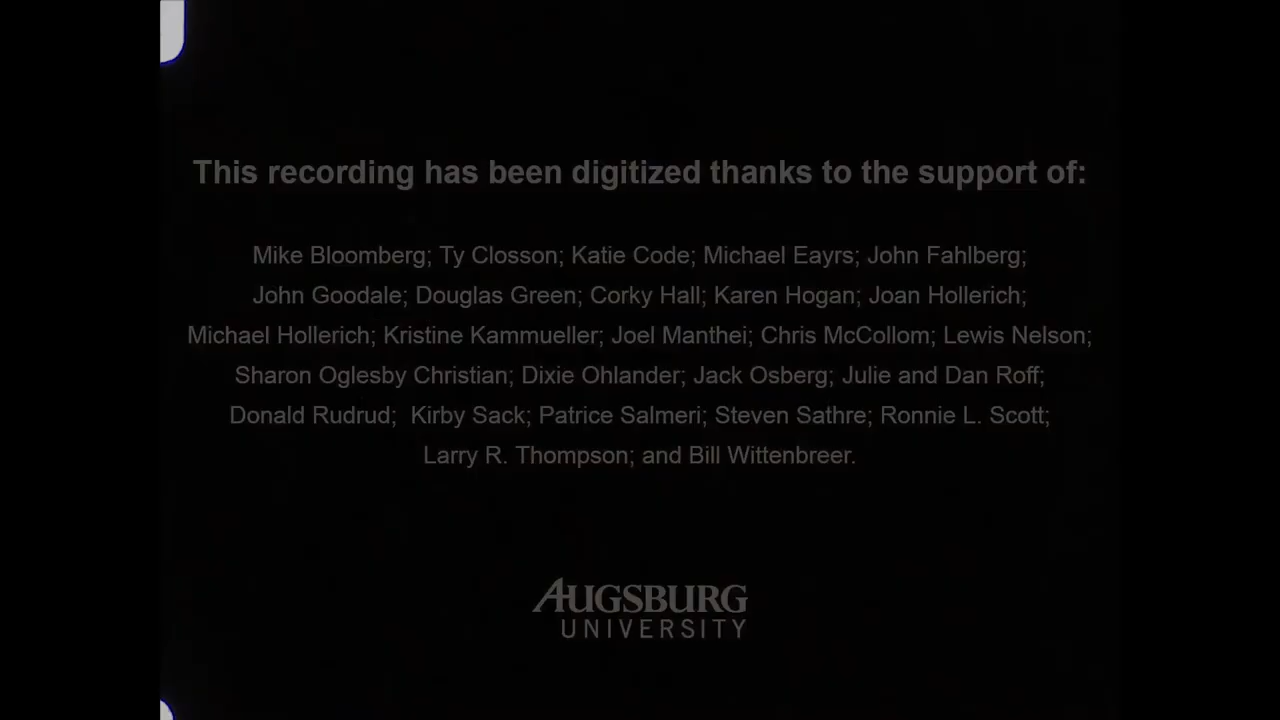 This recording has been digitized thanks to the support of:
Mike Bloomberg; Ty Closson; Katie Code; Michael Eayrs; John Fahlberg;
John Goodale; Douglas Green; Corky Hall; Karen Hogan; Joan Hollerich;
Michael Hollerich; Kristine Kammueller; Joel Manthei; Chris McCollom; Lewis Nelson;
Sharon Oglesby Christian; Dixie Ohlander; Jack Osberg; Julie and Dan Roff;
Donald Rudrud;  Kirby Sack; Patrice Salmeri; Steven Sathre; Ronnie L. Scott;
Larry R. Thompson; and Bill Wittenbreer.
AUGSBURG
UNIVERSITY